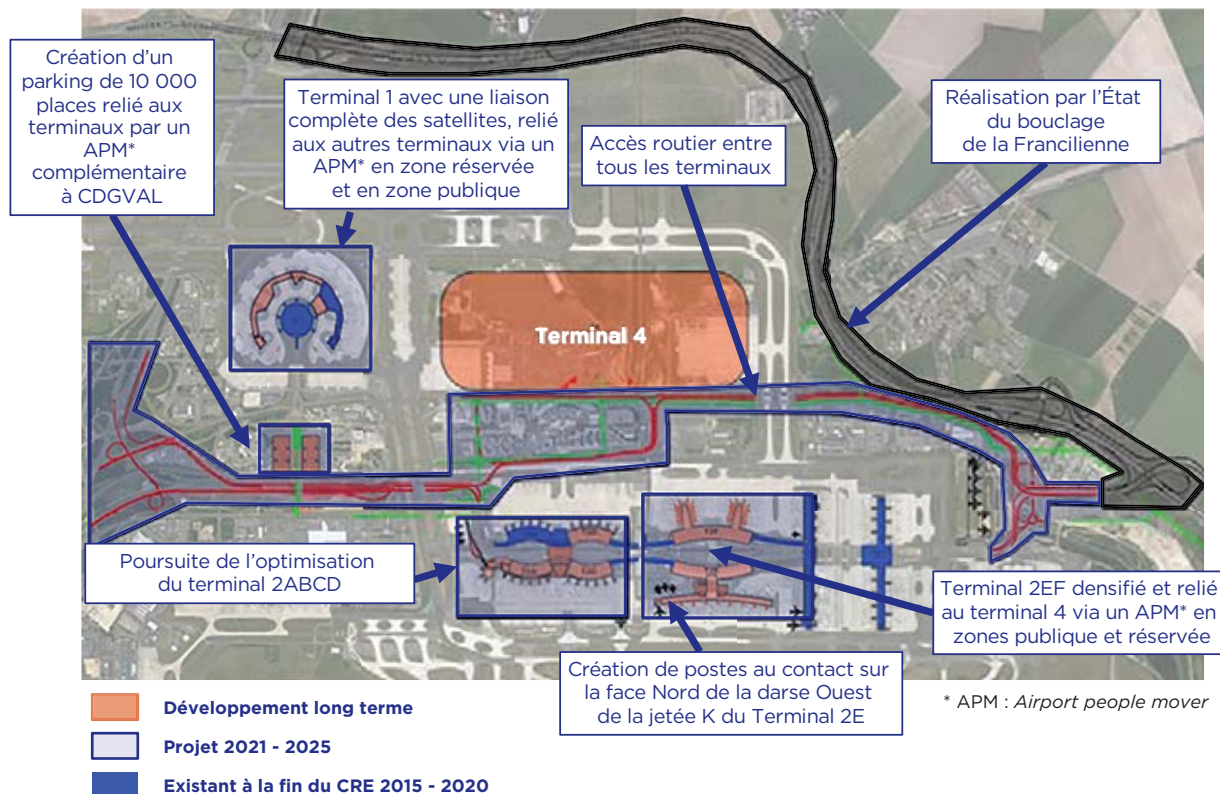 Création d'un
parking de 10 000
places relié aux
terminaux par un
APM*
complémentaire
à CDGVAL
Terminal 1 avec une liaison
complète des satellites, relié
aux autres terminaux via un
APM* en zone réservée
et en zone publique
Accès routier entre
tous les terminaux
Réalisation par l'État
du bouclage
de la Francilienne
Terminal 4
Poursuite de l'optimisation
du terminal 2ABCD
Terminal 2EF densifié et relié
au terminal 4 via un APM* en
zones publique et réservée
Création de postes au contact sur
la face Nord de la darse Ouest
de la jetée K du Terminal 2E
* APM : Airport people mover
Développement long terme
Projet 2021 - 2025
Existant à la fin du CRE 2015 - 2020